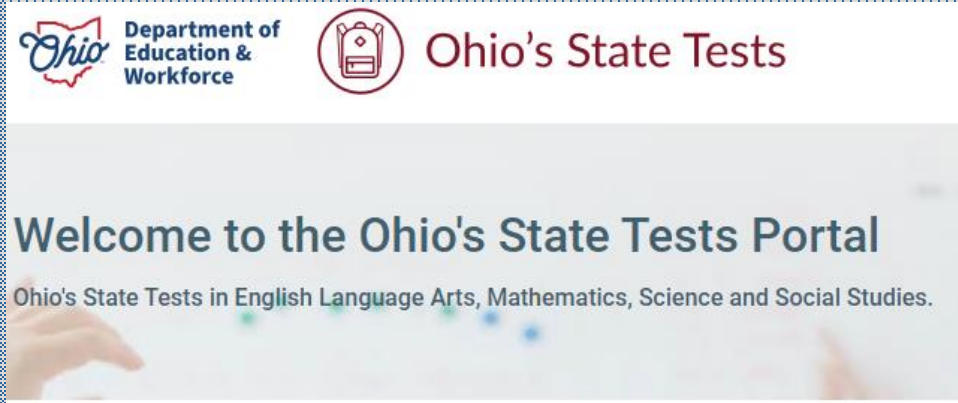 Ohio
Department of
Education &
Workforce
Ohio's State Tests
Welcome to the Ohio's State Tests Portal
Ohio's State Tests in English Language Arts, Mathematics, Science and Social Studies.